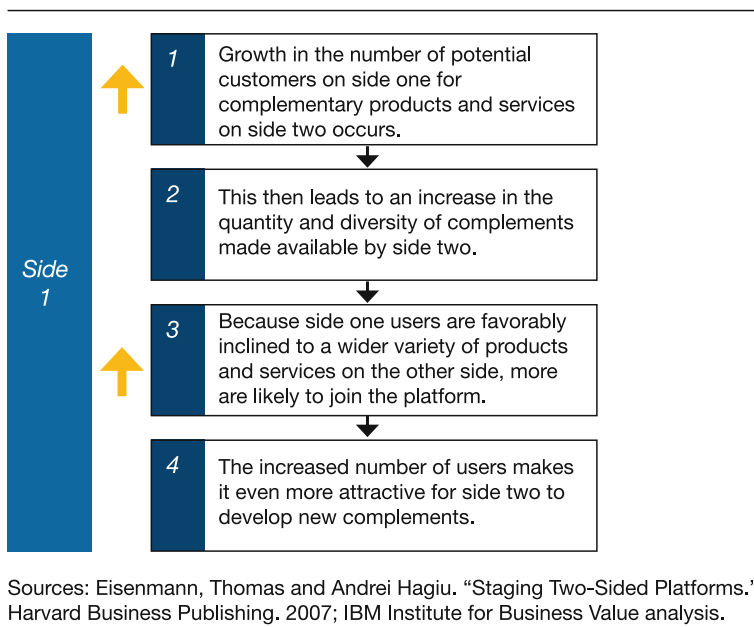 1
Growth in the number of potential
customers on side one for
complementary products and services
on side two occurs.
2
This then leads to an increase in the
quantity and diversity of complements
made available by side two.
Side
1
3
Because side one users are favorably
inclined to a wider variety of products
and services on the other side, more
are likely to join the platform.
4
The increased number of users makes
it even more attractive for side two to
develop new complements.
Sources: Eisenmann, Thomas and Andrei Hagiu. “Staging Two-Sided Platforms.”
Harvard Business Publishing. 2007; IBM Institute for Business Value analysis.